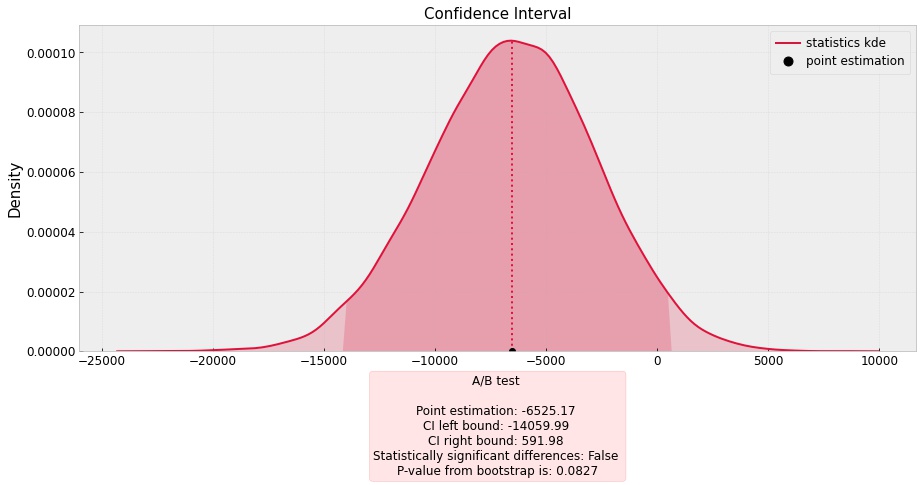 Confidence Interval
statistics kde
point estimation
Density
0.00010
0.00008
0.00006
0.00004
0.00002
0.00000
−25000 −20000 −15000 −10000 −5000 0 5000 10000
A/B test
Point estimation: -6525.17
CI left bound: -14059.99
CI right bound: 591.98
Statistically significant differences: False
P-value from bootstrap is: 0.0827